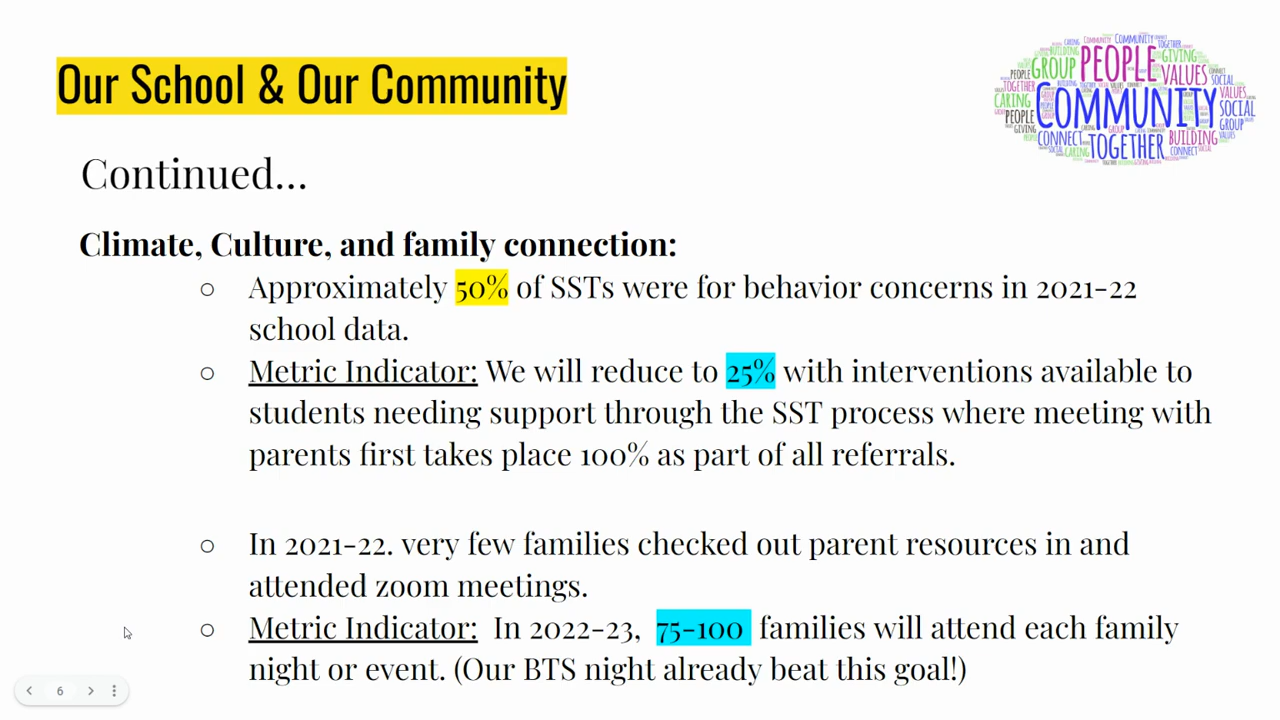 Our School & Our Community
PEOPLE
GROUP
VALUES
GIVING
COMMUNITY
CARING
SOCIAL
CONNECT
TOGETHER
BUILDING
Continued...
Climate, Culture, and family connection:
○ Approximately 50% of SSTs were for behavior concerns in 2021-22
school data.
○ Metric Indicator: We will reduce to 25% with interventions available to
students needing support through the SST process where meeting with
parents first takes place 100% as part of all referrals.
○ In 2021-22. very few families checked out parent resources in and
attended zoom meetings.
○ Metric Indicator: In 2022-23, 75-100 families will attend each family
night or event. (Our BTS night already beat this goal!)
6